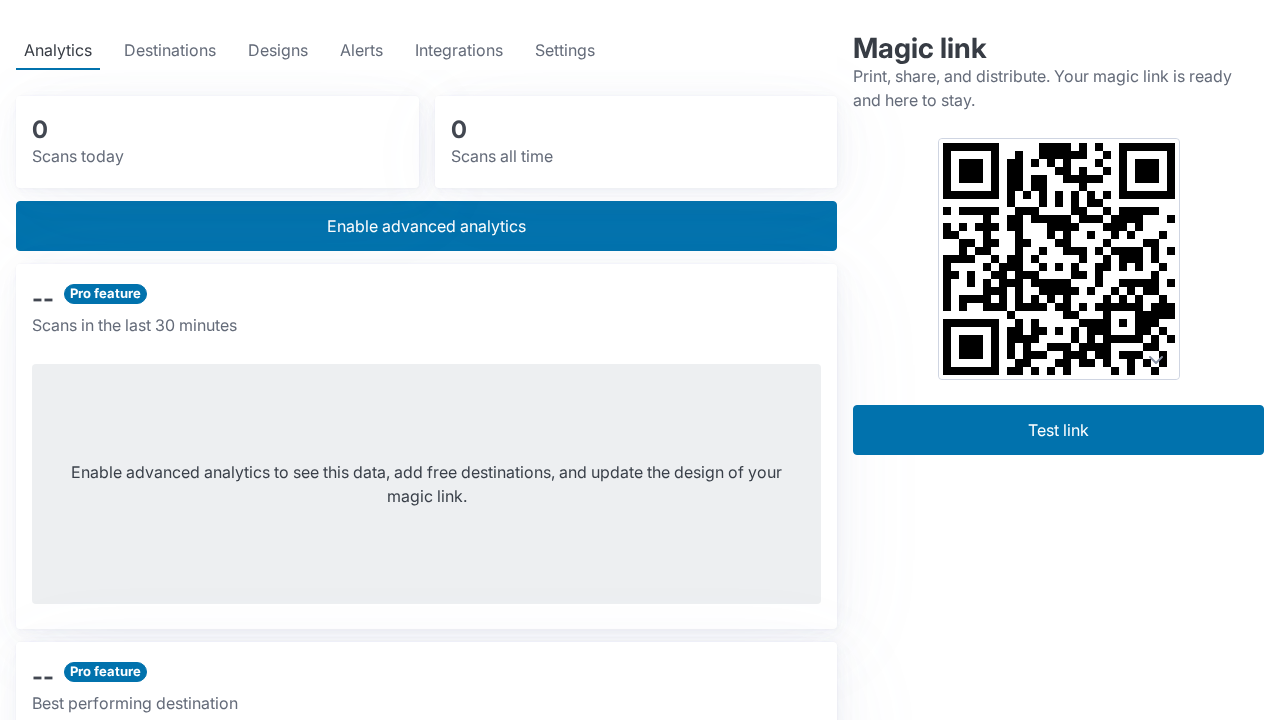 Analytics
Destinations
Designs
Alerts
Integrations
Settings
0
Scans today
0
Scans all time
Enable advanced analytics
-- Pro feature
Scans in the last 30 minutes
Enable advanced analytics to see this data, add free destinations, and update the design of your
magic link.
-- Pro feature
Best performing destination
Magic link
Print, share, and distribute. Your magic link is ready
and here to stay.
Test link